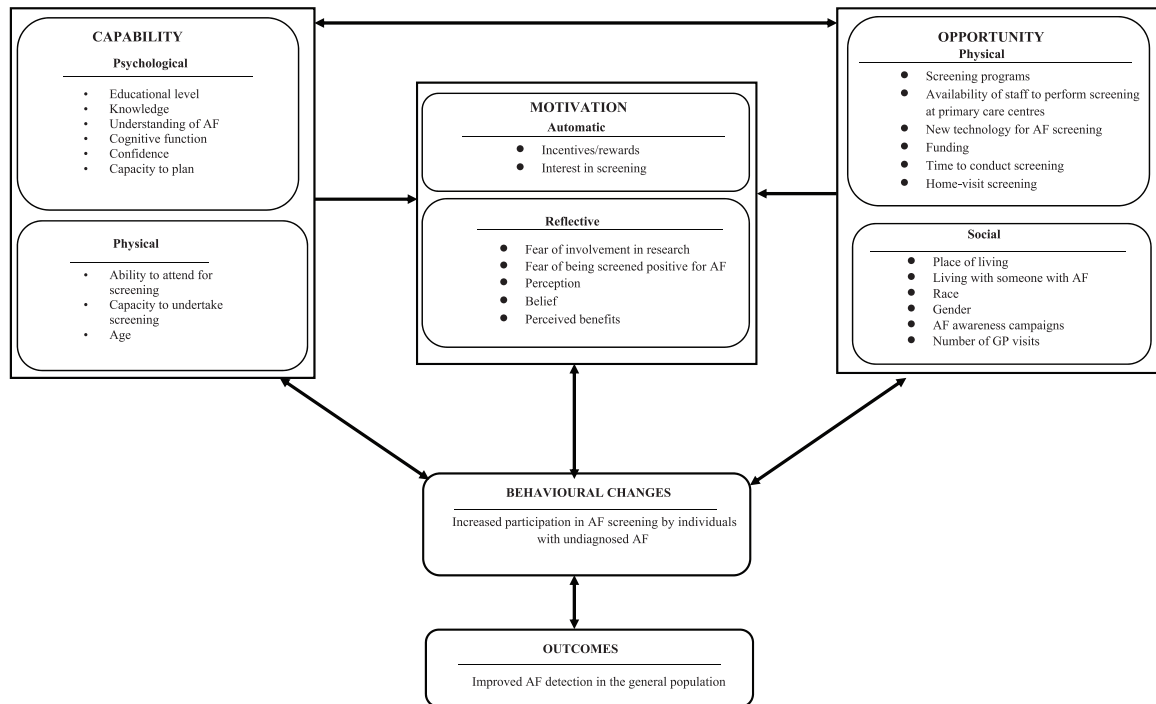 CAPABILITY
Psychological
• Educational level
• Knowledge
• Understanding of AF
• Cognitive function
• Confidence
• Capacity to plan
Physical
• Ability to attend for
screening
• Capacity to undertake
screening
• Age
MOTIVATION
Automatic
● Incentives/rewards
● Interest in screening
Reflective
● Fear of involvement in research
● Fear of being screened positive for AF
● Perception
● Belief
● Perceived benefits
OPPORTUNITY
Physical
● Screening programs
● Availability of staff to perform screening
at primary care centres
● New technology for AF screening
● Funding
● Time to conduct screening
● Home-visit screening
Social
● Place of living
● Living with someone with AF
● Race
● Gender
● AF awareness campaigns
● Number of GP visits
BEHAVIOURAL CHANGES
Increased participation in AF screening by individuals
with undiagnosed AF
OUTCOMES
Improved AF detection in the general population